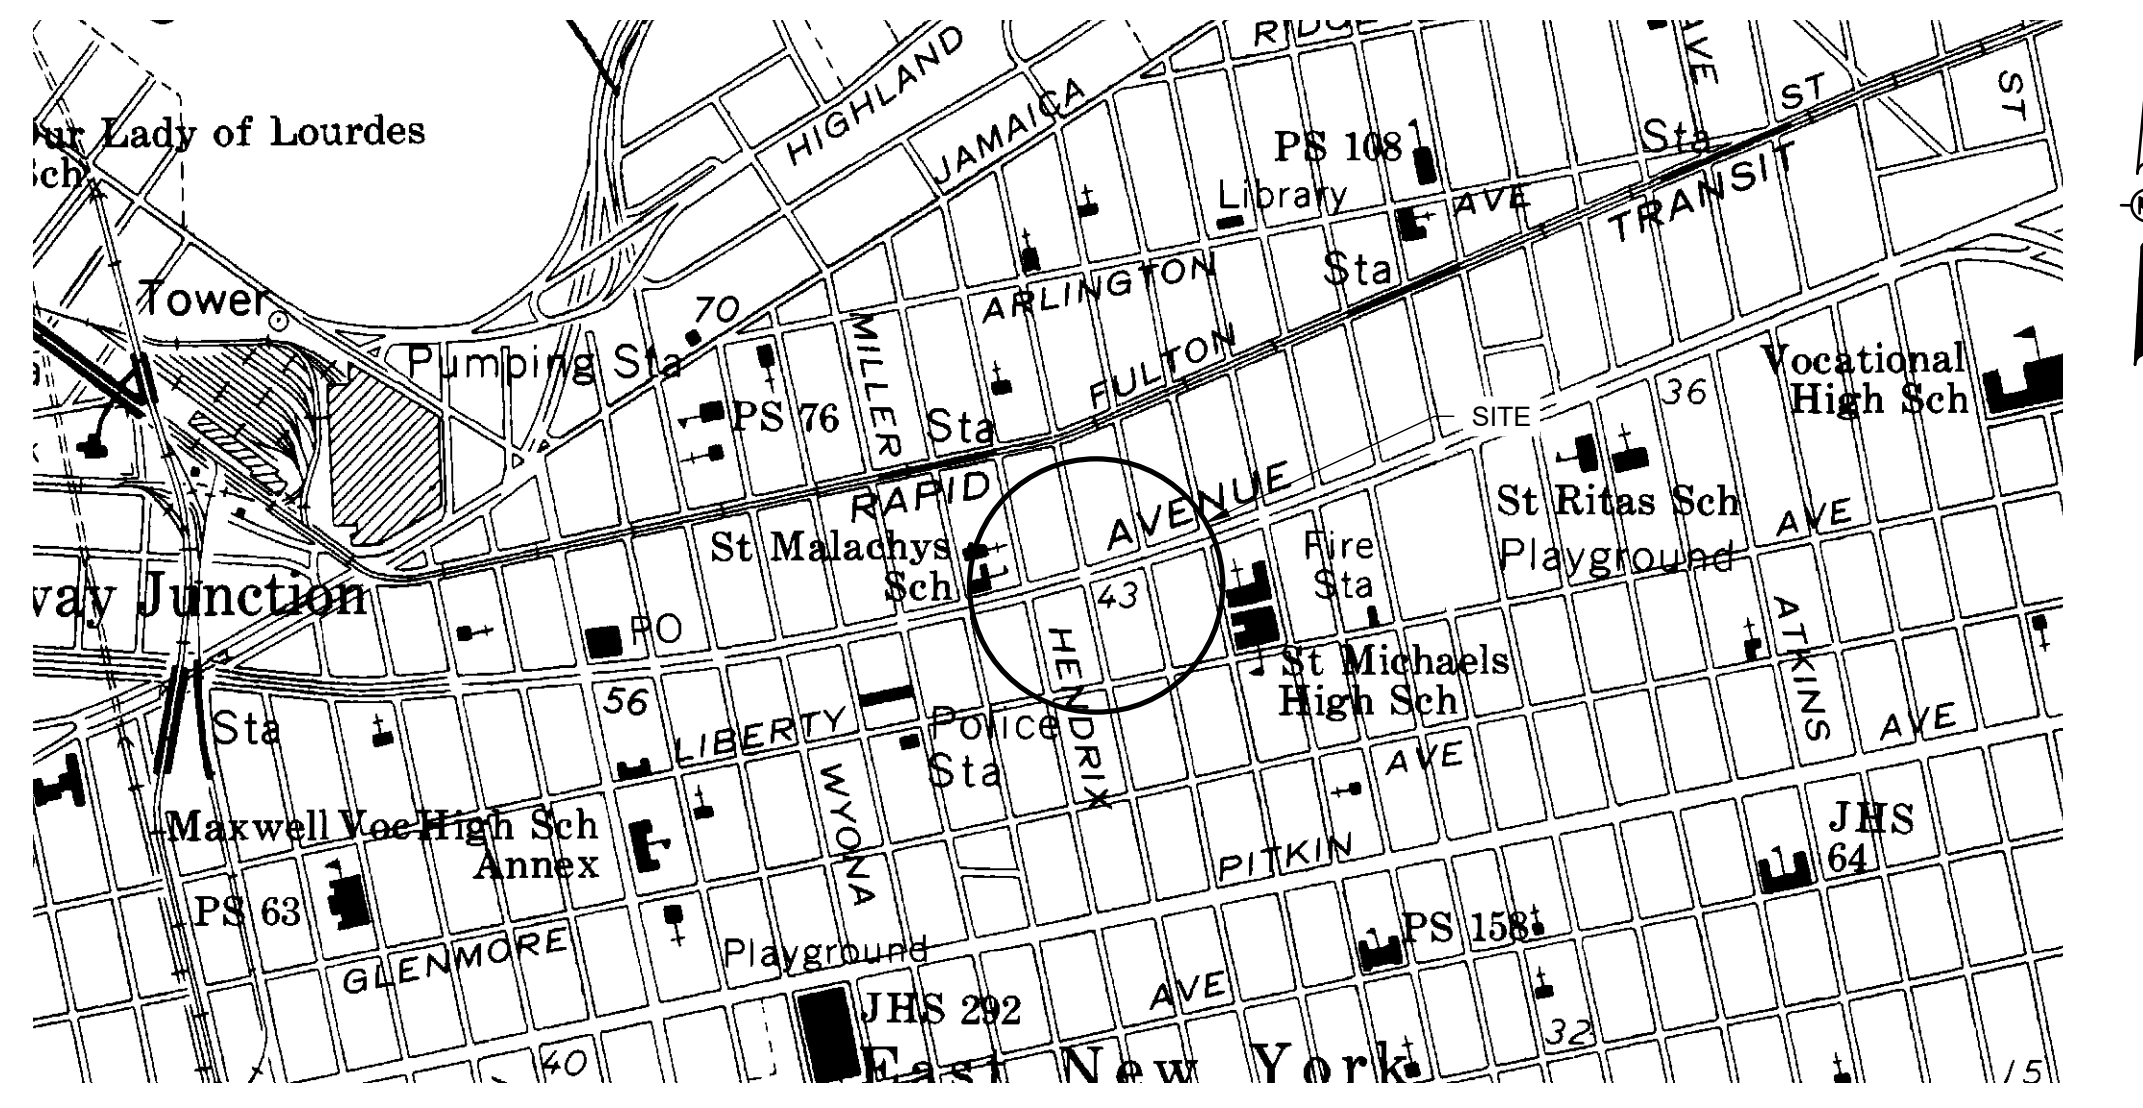 RIDGE
AVE
ST
HIGHLAND
JAMAICA
ST
Our Lady of Lourdes
Sch
PS 108
Sta
TRANSIT
Library
AVE
Sta
Tower
ARLINGTON
70
Pumping Sta
MILLER
FULTON
Vocational
High Sch
36
PS 76
Sta
SITE
RAPID
AVENUE
St Ritas Sch
AVE
Playground
St Malachys
Sch
Fire
Sta
43
way Junction
PO
HENDRIX
ATKINS
St Michaels
High Sch
56
Sta
LIBERTY
Police
Sta
AVE
AVE
WYONA
Maxwell Voc High Sch
Annex
JHS
64
PITKIN
PS 63
PS 158
GLENMORE
Playground
AVE
JHS 292
32
East New York
40
15